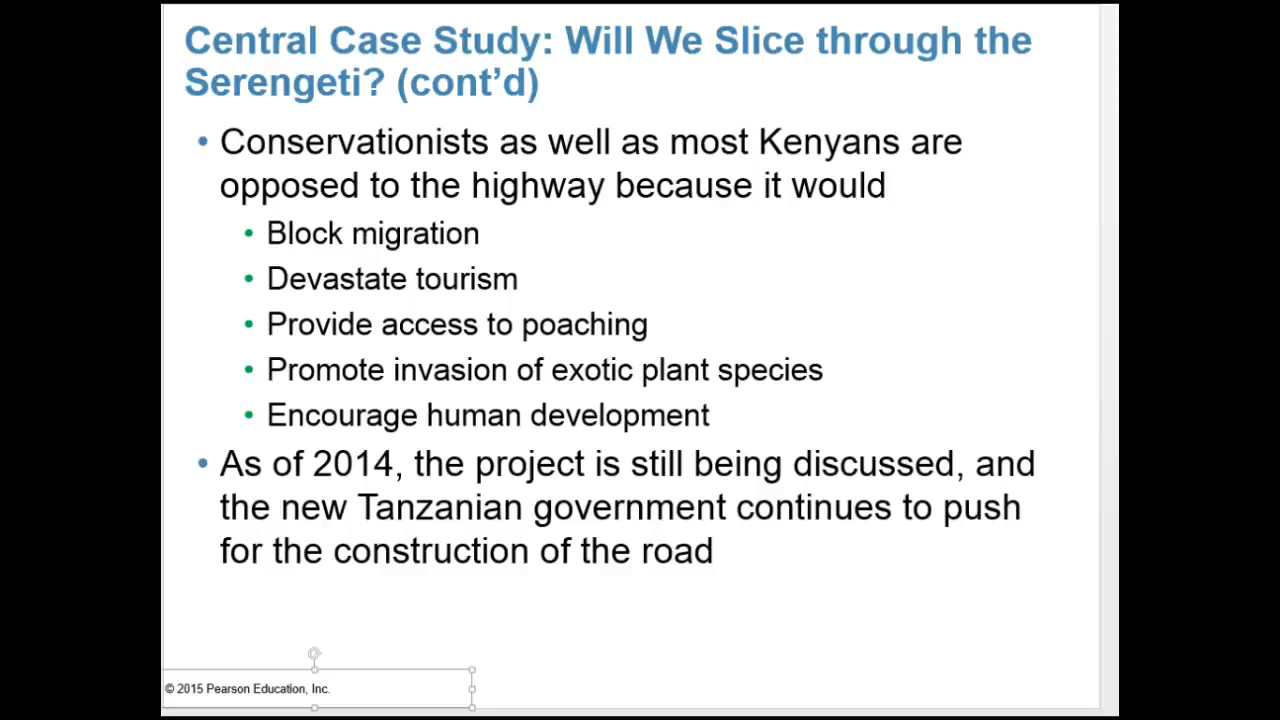 Central Case Study: Will We Slice through the
Serengeti? (cont’d)
• Conservationists as well as most Kenyans are
opposed to the highway because it would
• Block migration
• Devastate tourism
• Provide access to poaching
• Promote invasion of exotic plant species
• Encourage human development
• As of 2014, the project is still being discussed, and
the new Tanzanian government continues to push
for the construction of the road
© 2015 Pearson Education, Inc.